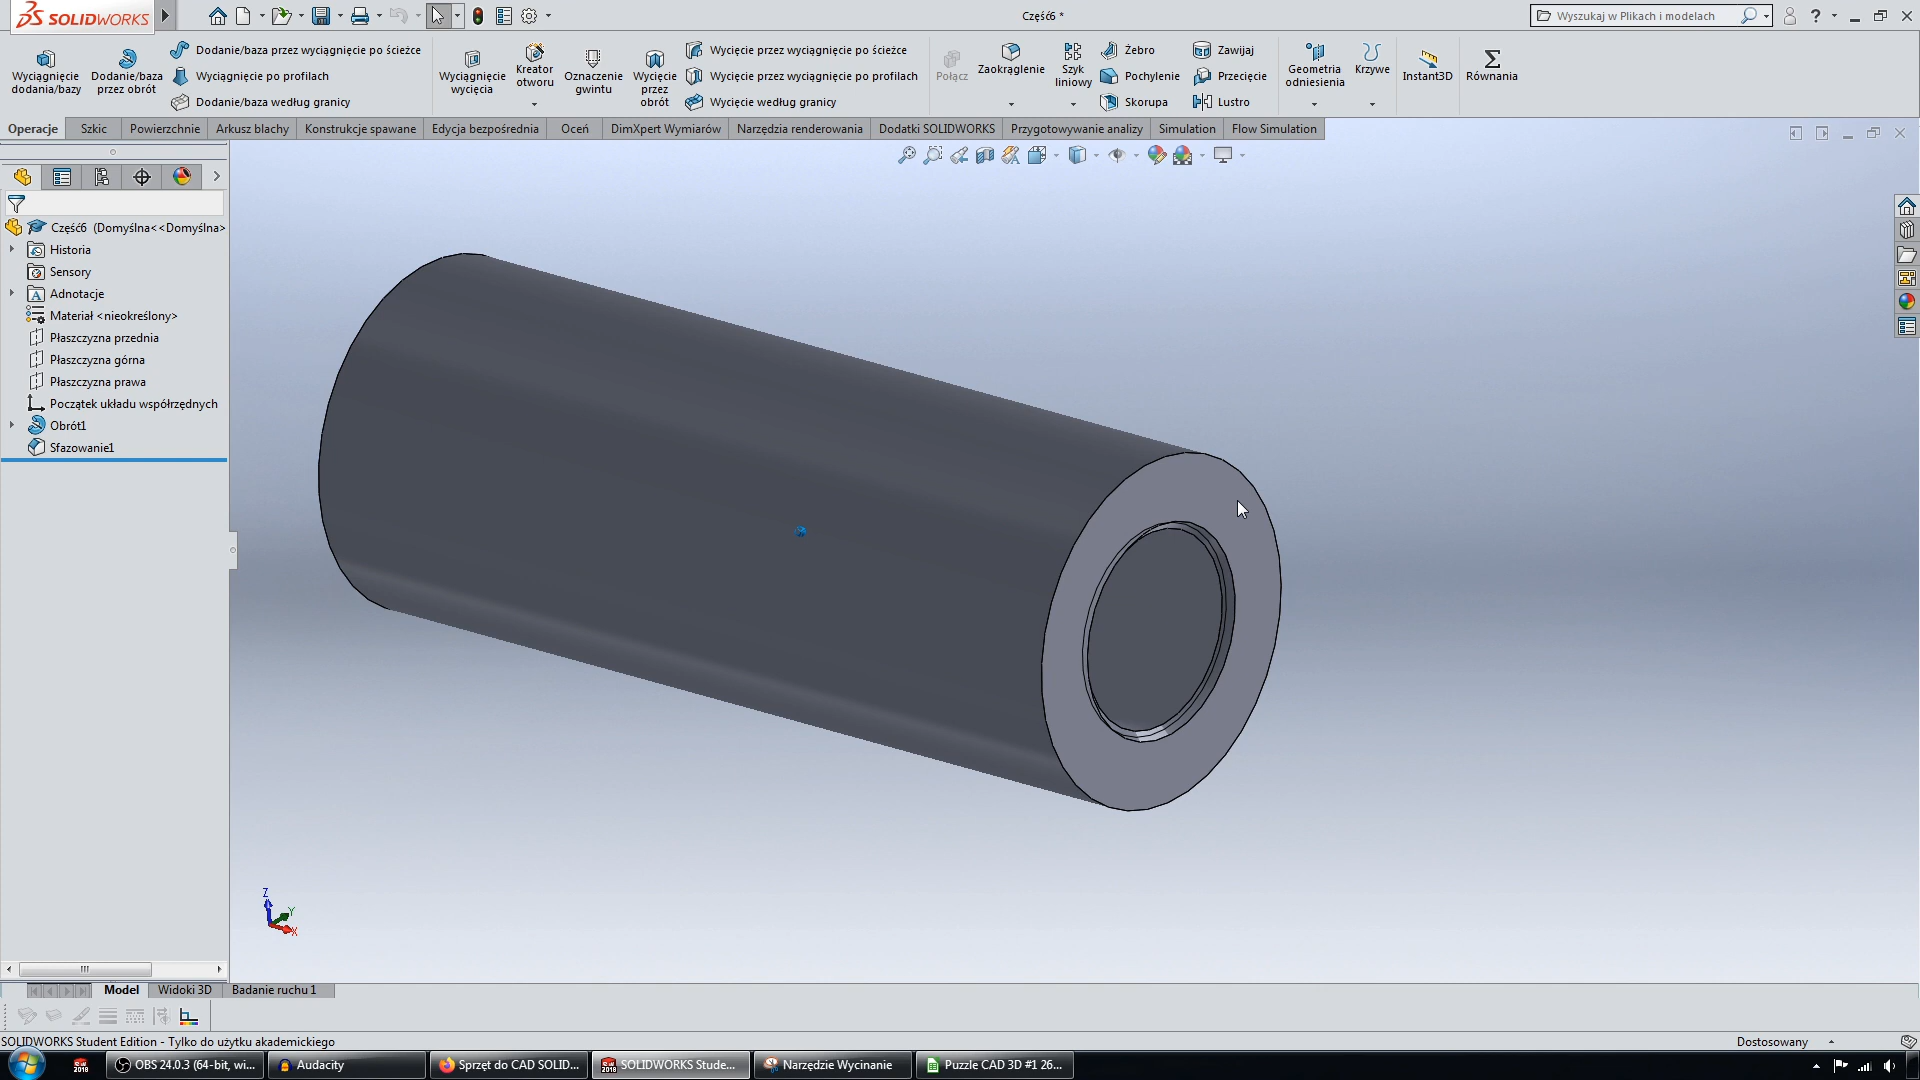 SOLIDWORKS
Część6 *
Wyszukaj w Plikach i modelach
?
Wyciągnięcie dodania/bazy
Dodanie/baza przez obrót
Dodanie/baza przez wyciągnięcie po ścieżce
Wyciągnięcie po profilach
Dodanie/baza według granicy
Wyciągnięcie wycięcia
Kreator otworu
Oznaczenie gwintu
Wycięcie przez obrót
Wycięcie przez wyciągnięcie po ścieżce
Wycięcie przez wyciągnięcie po profilach
Wycięcie według granicy
Połącz
Zaokrąglenie
Szyk liniowy
Żebro
Pochylenie
Skorupa
Zawijaj
Przecięcie
Lustro
Geometria odniesienia
Krzywe
Instant3D
Równania
Operacje
Szkic
Powierzchnie
Arkusz blachy
Konstrukcje spawane
Edycja bezpośrednia
Oceń
DimXpert Wymiarów
Narzędzia renderowania
Dodatki SOLIDWORKS
Przygotowywanie analizy
Simulation
Flow Simulation
Część6 (Domyślna<<Domyślna>
Historia
Sensory
Adnotacje
Materiał <nieokreślony>
Płaszczyzna przednia
Płaszczyzna górna
Płaszczyzna prawa
Początek układu współrzędnych
Obrót1
Sfazowanie1
Z
Y
X
Model
Widoki 3D
Badanie ruchu 1
SOLIDWORKS Student Edition - Tylko do użytku akademickiego
Dostosowany
SW 2018
OBS 24.0.3 (64-bit, wi...
Audacity
Sprzęt do CAD SOLID...
SOLIDWORKS Stude...
Narzędzie Wycinanie
Puzzle CAD 3D #1 26...